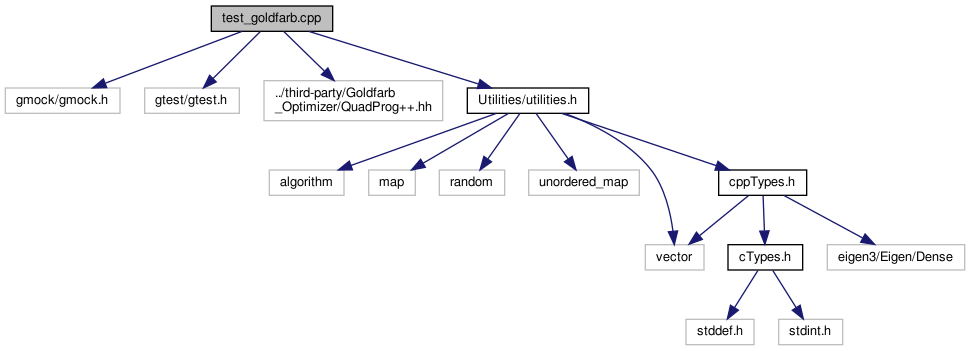 test_goldfarb.cpp
gmock/gmock.h
gtest/gtest.h
../third-party/Goldfarb
_Optimizer/QuadProg++.hh
Utilities/utilities.h
algorithm
map
random
unordered_map
cppTypes.h
vector
cTypes.h
eigen3/Eigen/Dense
stddef.h
stdint.h